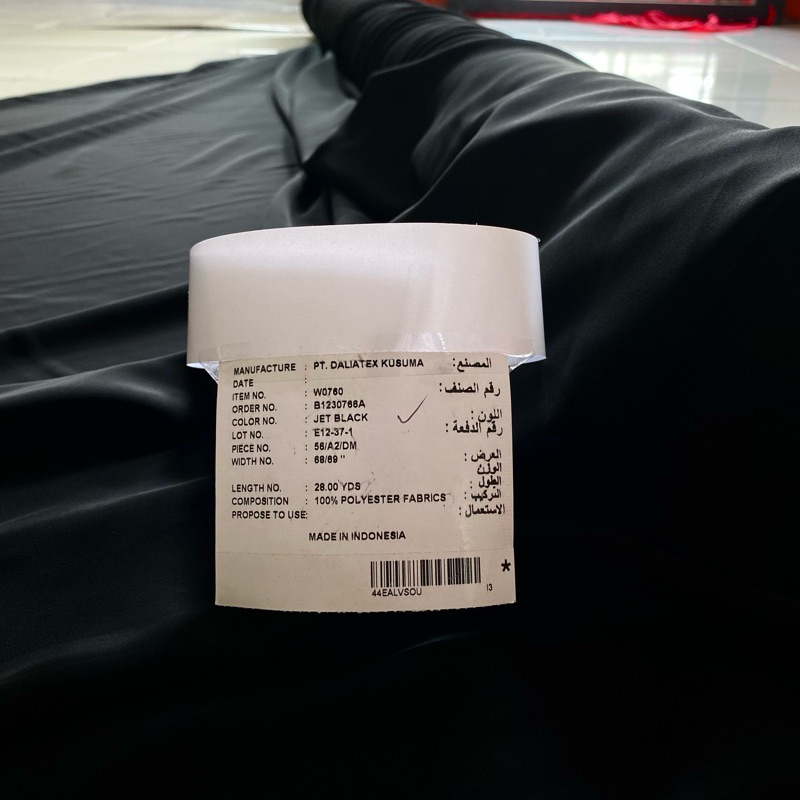 MANUFACTURE : PT. DALIATEX KUSUMA المصنع:
DATE :
ITEM NO. : W0760 رقم الصنف:
ORDER NO. : B1230766A
COLOR NO. : JET BLACK اللون:
LOT NO. : E12-37-1 رقم الدفعة:
PIECE NO. : 56/A2/DM
WIDTH NO. : 68/69 " العرض:
الوزن
LENGTH NO. : 28.00 YDS الطول:
COMPOSITION : 100% POLYESTER FABRICS التركيب:
PROPOSE TO USE: الاستعمال:
MADE IN INDONESIA
*
44EALVSOU I3